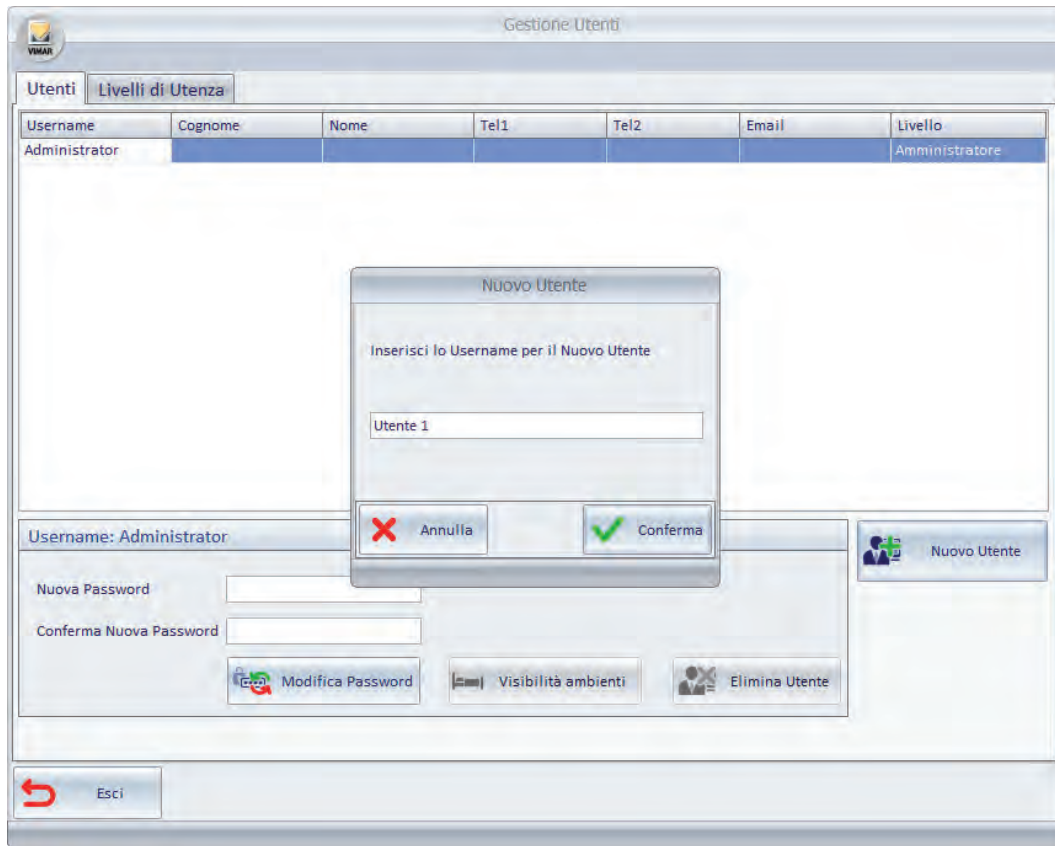 Gestione Utenti
VIMAR
Utenti Livelli di Utenza
Username Cognome Nome Tel1 Tel2 Email Livello
Administrator Amministratore
Nuovo Utente
Inserisci lo Username per il Nuovo Utente
Utente 1
Annulla Conferma
Username: Administrator
Nuovo Utente
Nuova Password
Conferma Nuova Password
Modifica Password Visibilità ambienti Elimina Utente
Esci